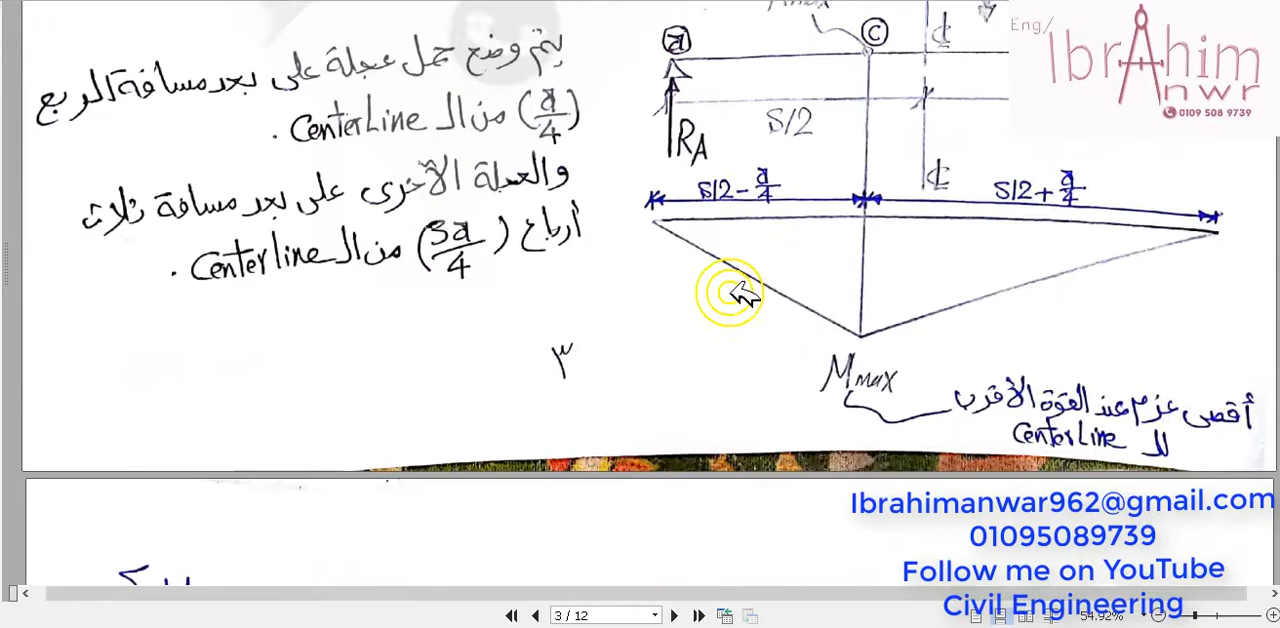 يتم وضع حمل عجلة على بعد مسافة الربع
(a/4) من الـ Centerline .
والعجلة الأخرى على بعد مسافة ثلاث
أرباع (3a/4) من الـ Centerline .
٣
Mmax
a
C
℄
S/2
RA
℄
S/2 - a/4
S/2 + a/4
Mmax
أقصى عزم عند القوة الأقرب
للـ Centerline
Eng/
Ibrahim
Anwr
0109 508 9739
Ibrahimanwar962@gmail.com
01095089739
Follow me on YouTube
Civil Engineering
3 / 12
54.92%